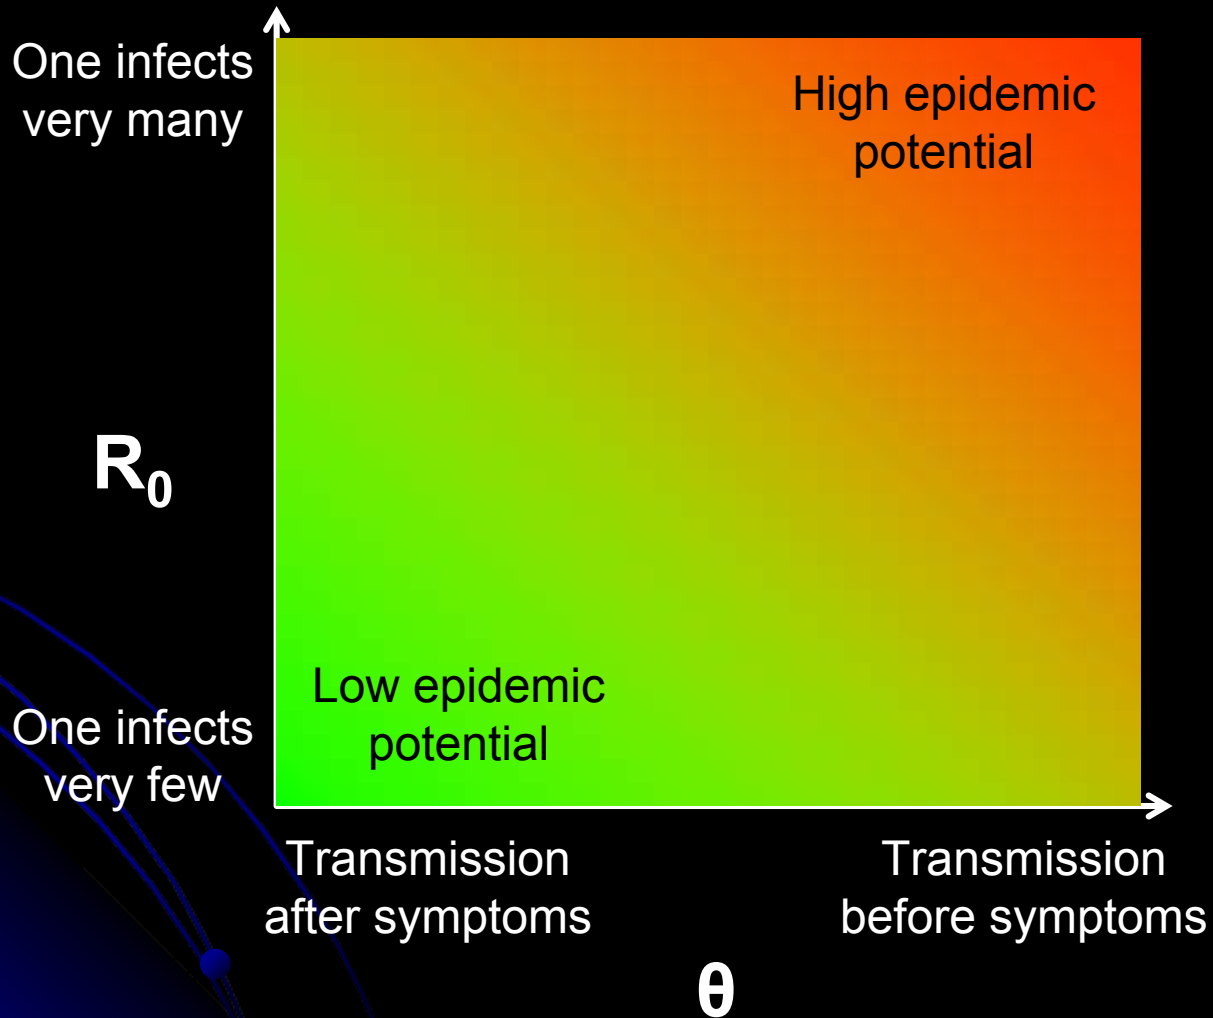 One infects
very many
High epidemic
potential
R₀
Low epidemic
potential
One infects
very few
Transmission
after symptoms
Transmission
before symptoms
θ